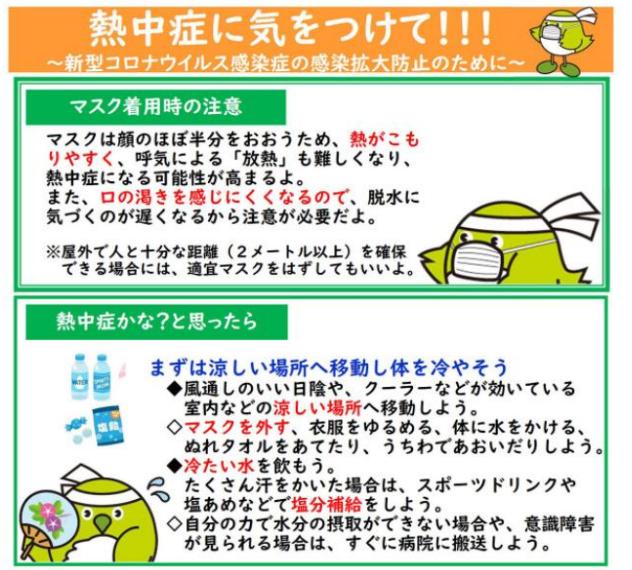 熱中症に気をつけて!!!
～新型コロナウイルス感染症の感染拡大防止のために～
マスク着用時の注意
マスクは顔のほぼ半分をおおうため、熱がこも
りやすく、呼気による「放熱」も難しくなり、
熱中症になる可能性が高まるよ。
また、口の渇きを感じにくくなるので、脱水に
気づくのが遅くなるから注意が必要だよ。
※屋外で人と十分な距離（２メートル以上）を確保
できる場合には、適宜マスクをはずしてもいいよ。
熱中症かな?と思ったら
まずは涼しい場所へ移動し体を冷やそう
◆風通しのいい日陰や、クーラーなどが効いている
室内などの涼しい場所へ移動しよう。
◇マスクを外す、衣服をゆるめる、体に水をかける、
ぬれタオルをあてたり、うちわであおいだりしよう。
◆冷たい水を飲もう。
たくさん汗をかいた場合は、スポーツドリンクや
塩あめなどで塩分補給をしよう。
◇自分の力で水分の摂取ができない場合や、意識障害
が見られる場合は、すぐに病院に搬送しよう。
WATER
塩飴